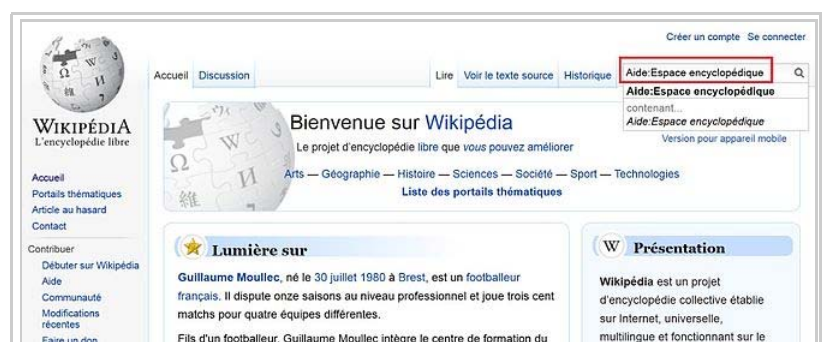 Créer un compte Se connecter
Accueil Discussion Lire Voir le texte source Historique Aide:Espace encyclopédique
Aide:Espace encyclopédique
contenant...
Aide:Espace encyclopédique
Version pour appareil mobile
WIKIPÉDIA
L'encyclopédie libre
Bienvenue sur Wikipédia
Le projet d'encyclopédie libre que vous pouvez améliorer
Arts — Géographie — Histoire — Sciences — Société — Sport — Technologies
Liste des portails thématiques
Accueil
Portails thématiques
Article au hasard
Contact
Contribuer
Débuter sur Wikipédia
Aide
Communauté
Modifications
récentes
Faire un don
Lumière sur
Guillaume Moullec, né le 30 juillet 1980 à Brest, est un footballeur
français. Il dispute onze saisons au niveau professionnel et joue trois cent
matchs pour quatre équipes différentes.
Fils d'un footballeur, Guillaume Moullec intègre le centre de formation du
W Présentation
Wikipédia est un projet
d'encyclopédie collective établie
sur Internet, universelle,
multilingue et fonctionnant sur le